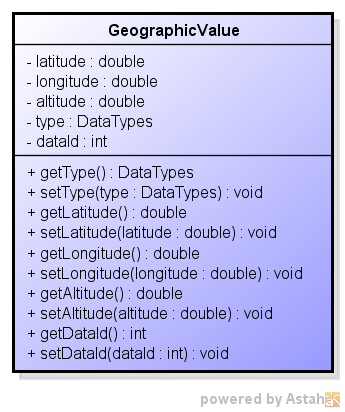 GeographicValue
- latitude : double
- longitude : double
- altitude : double
- type : DataTypes
- dataId : int
+ getType() : DataTypes
+ setType(type : DataTypes) : void
+ getLatitude() : double
+ setLatitude(latitude : double) : void
+ getLongitude() : double
+ setLongitude(longitude : double) : void
+ getAltitude() : double
+ setAltitude(altitude : double) : void
+ getDataId() : int
+ setDataId(dataId : int) : void
powered by Astah